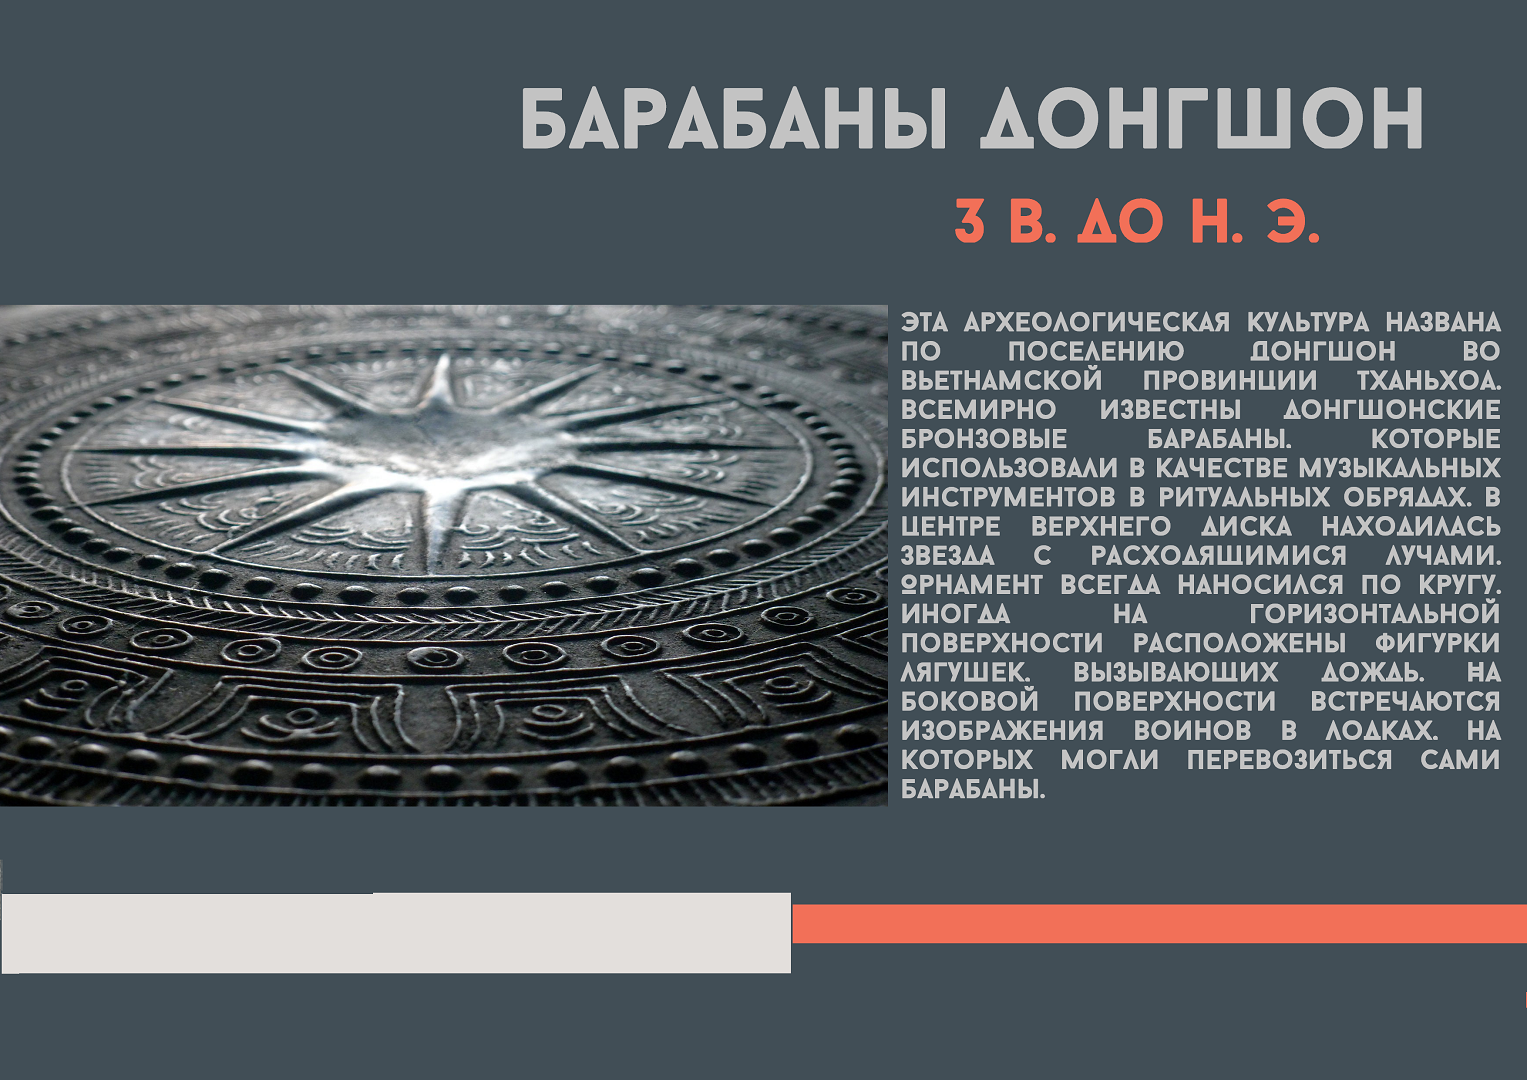 БАРАБАНЫ ДОНГШОН
3 В. ДО Н. Э.
ЭТА АРХЕОЛОГИЧЕСКАЯ КУЛЬТУРА НАЗВАНА
ПО ПОСЕЛЕНИЮ ДОНГШОН ВО
ВЬЕТНАМСКОЙ ПРОВИНЦИИ ТХАНЬХОА.
ВСЕМИРНО ИЗВЕСТНЫ ДОНГШОНСКИЕ
БРОНЗОВЫЕ БАРАБАНЫ. КОТОРЫЕ
ИСПОЛЬЗОВАЛИ В КАЧЕСТВЕ МУЗЫКАЛЬНЫХ
ИНСТРУМЕНТОВ В РИТУАЛЬНЫХ ОБРЯДАХ. В
ЦЕНТРЕ ВЕРХНЕГО ДИСКА НАХОДИЛАСЬ
ЗВЕЗДА С РАСХОДЯЩИМИСЯ ЛУЧАМИ.
ОРНАМЕНТ ВСЕГДА НАНОСИЛСЯ ПО КРУГУ.
ИНОГДА НА ГОРИЗОНТАЛЬНОЙ
ПОВЕРХНОСТИ РАСПОЛОЖЕНЫ ФИГУРКИ
ЛЯГУШЕК. ВЫЗЫВАЮЩИХ ДОЖДЬ. НА
БОКОВОЙ ПОВЕРХНОСТИ ВСТРЕЧАЮТСЯ
ИЗОБРАЖЕНИЯ ВОИНОВ В ЛОДКАХ. НА
КОТОРЫХ МОГЛИ ПЕРЕВОЗИТЬСЯ САМИ
БАРАБАНЫ.